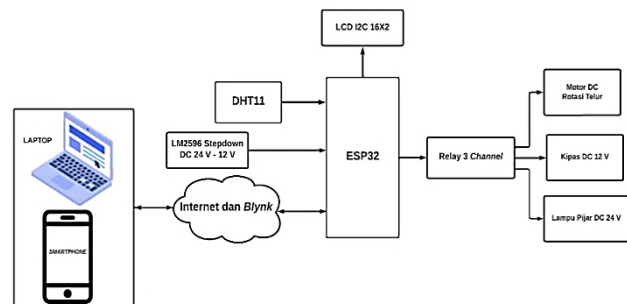 LCD I2C 16X2
DHT11
LAPTOP
LM2596 Stepdown
DC 24 V - 12 V
ESP32
Relay 3 Channel
Motor DC
Rotasi Telur
Kipas DC 12 V
Internet dan Blynk
SMARTPHONE
Lampu Pijar DC 24 V